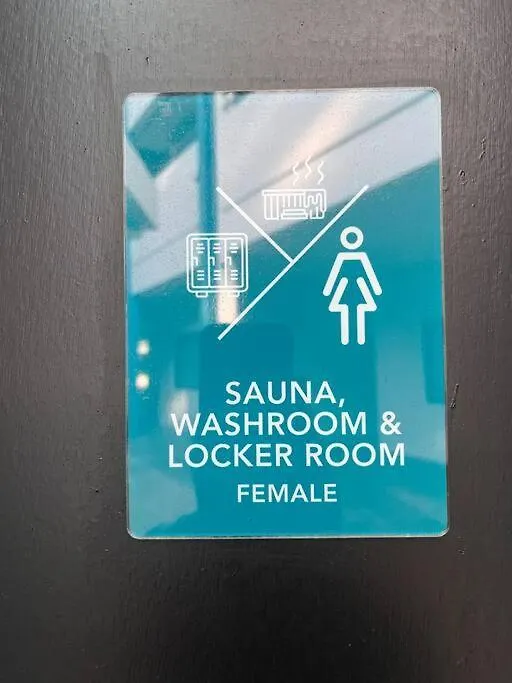 SAUNA,
WASHROOM &
LOCKER ROOM
FEMALE